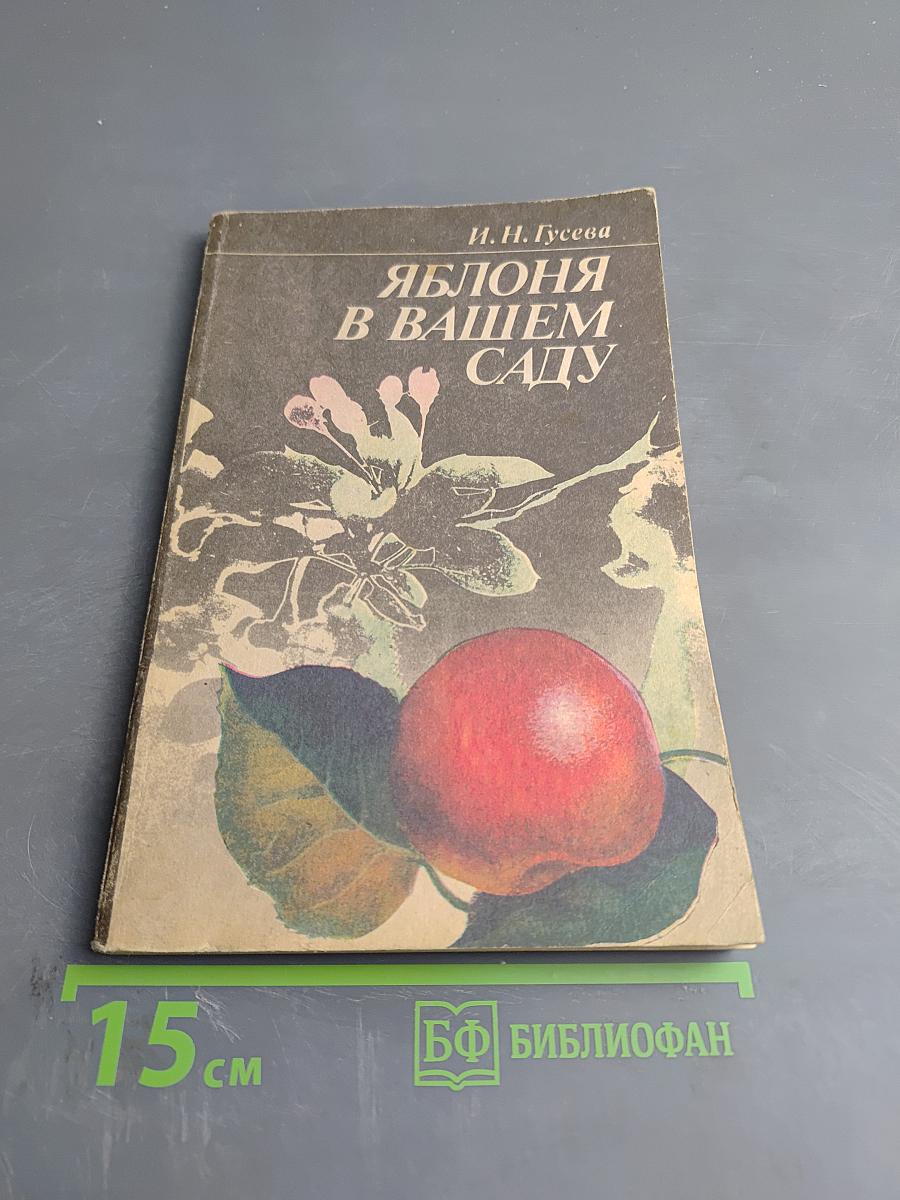 И. Н. Гусева
ЯБЛОНЯ
В ВАШЕМ
САДУ
15 см
БФ БИБЛИОФАН